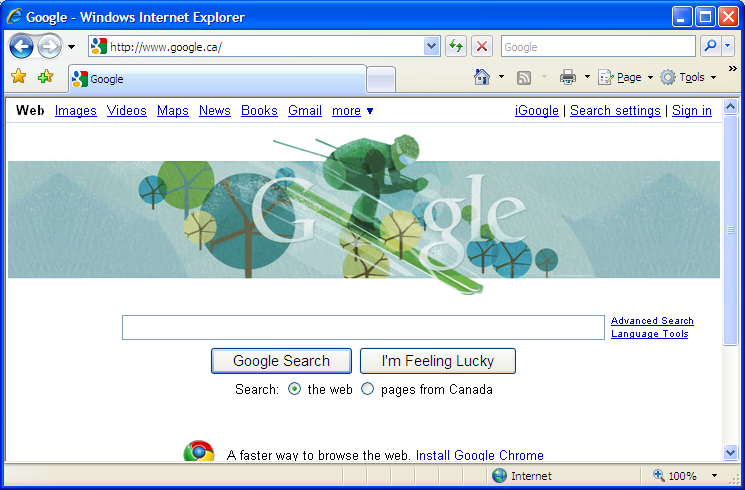 Google - Windows Internet Explorer
http://www.google.ca/
Google
Google
Page
Tools
Web Images Videos Maps News Books Gmail more ▼
iGoogle | Search settings | Sign in
Google
Advanced Search
Language Tools
Google Search
I'm Feeling Lucky
Search: the web pages from Canada
A faster way to browse the web. Install Google Chrome
Internet
100%